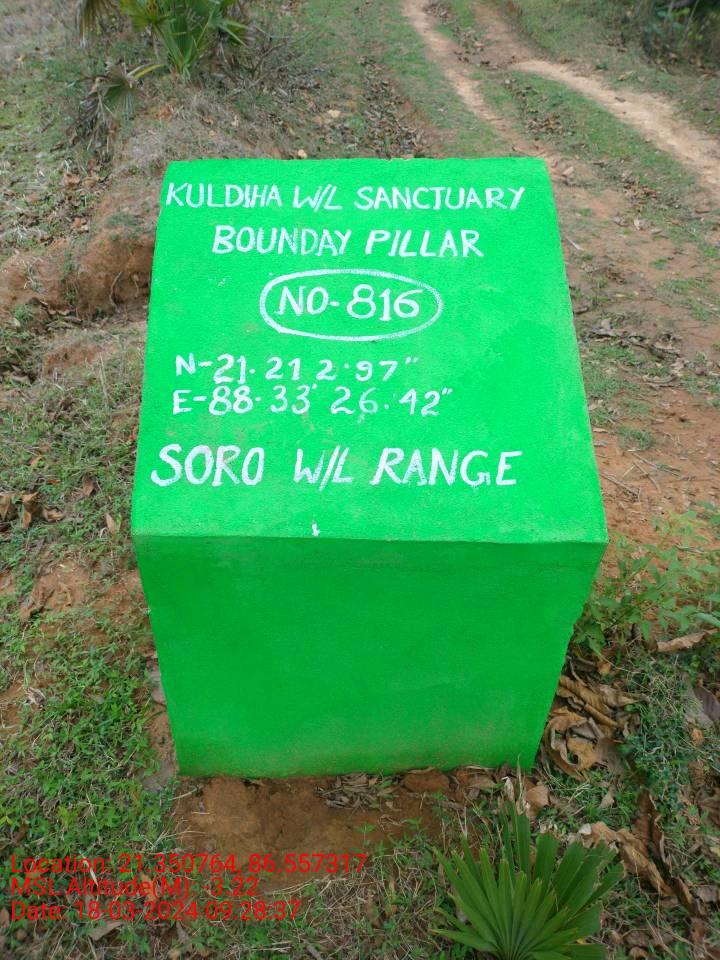 KULDIHA W/L SANCTUARY
BOUNDAY PILLAR
NO-816
N-21. 21 2.97"
E-88. 33' 26.42"
SORO W/L RANGE
Location: 21.350764, 86.557317
MSL Altitude(M): -3.22
Date: 18-03-2024 09:28:37